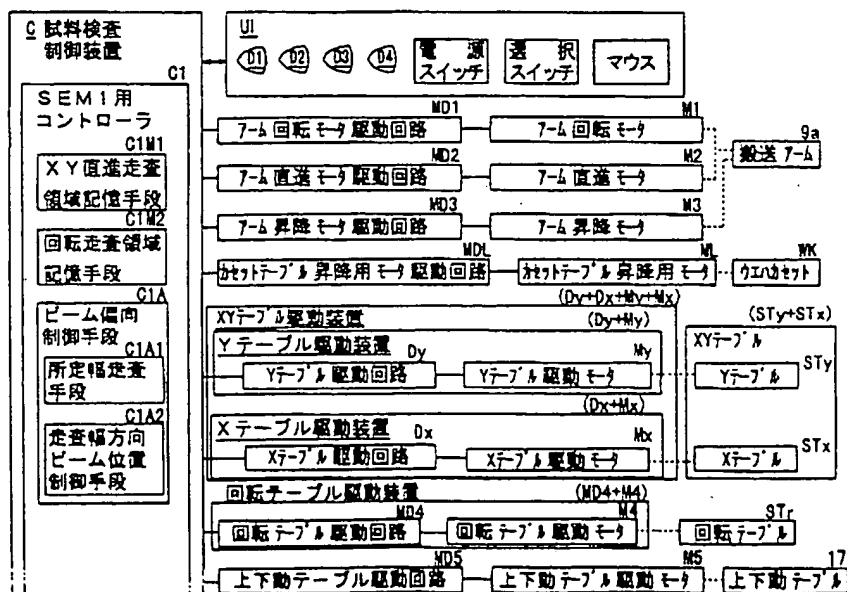 C 試料検査
制御装置
C1
SEM1用
コントローラ
C1M1
XY直進走査
領域記憶手段
C1M2
回転走査領域
記憶手段
C1A
ビーム偏向
制御手段
C1A1
所定幅走査
手段
C1A2
走査幅方向
ビーム位置
制御手段
UI
D1 D2 D3 D4
電源
スイッチ
選択
スイッチ
マウス
MD1 M1
アーム回転モータ駆動回路 アーム回転モータ
9a
搬送アーム
MD2 M2
アーム直進モータ駆動回路 アーム直進モータ
MD3 M3
アーム昇降モータ駆動回路 アーム昇降モータ
MDL ML WK
カセットテーブル昇降用モータ駆動回路 カセットテーブル昇降用モータ ウエハカセット
(Dy+Dx+My+Mx)
XYテーブル駆動装置 (Dy+My) (STy+STx)
Yテーブル駆動装置 XYテーブル
Dy My STy
Yテーブル駆動回路 Yテーブル駆動モータ Yテーブル
(Dx+Mx)
Xテーブル駆動装置
Dx Mx STx
Xテーブル駆動回路 Xテーブル駆動モータ Xテーブル
回転テーブル駆動装置 (MD4+M4)
MD4 M4 STr
回転テーブル駆動回路 回転テーブル駆動モータ 回転テーブル
MD5 M5 17
上下動テーブル駆動回路 上下動テーブル駆動モータ 上下動テーブル